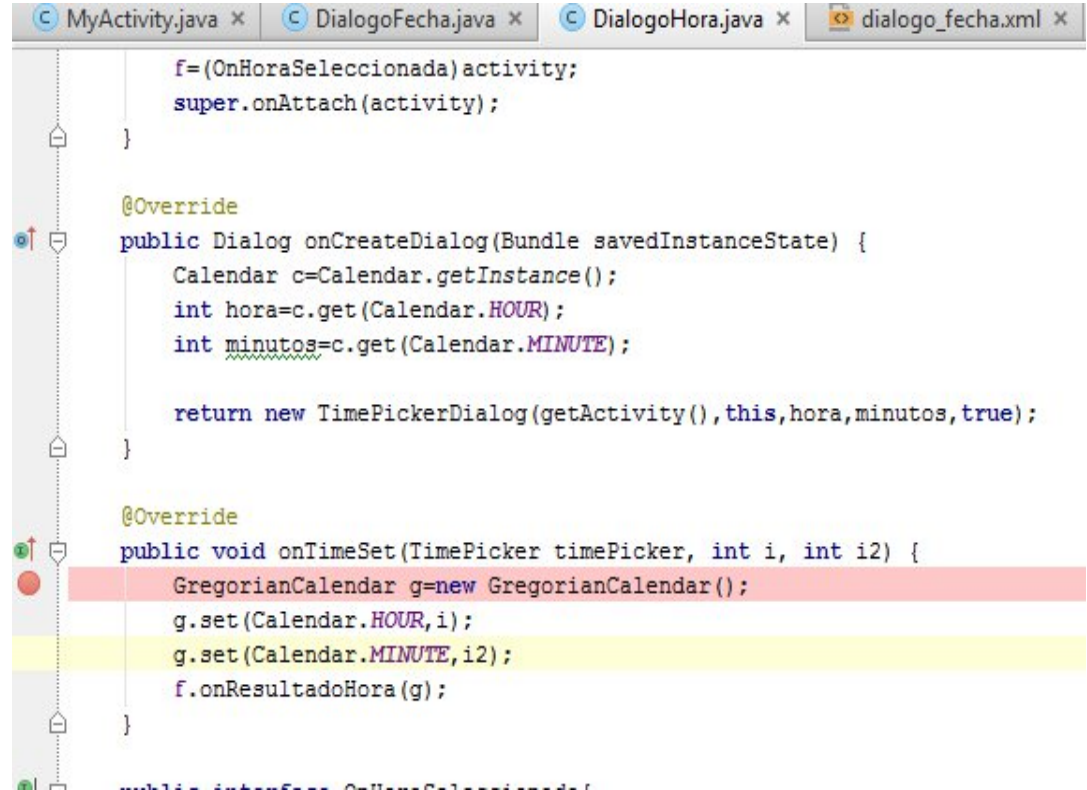 MyActivity.java × DialogoFecha.java × DialogoHora.java × dialogo_fecha.xml ×
f=(OnHoraSeleccionada)activity;
super.onAttach(activity);
}
@Override
public Dialog onCreateDialog(Bundle savedInstanceState) {
Calendar c=Calendar.getInstance();
int hora=c.get(Calendar.HOUR);
int minutos=c.get(Calendar.MINUTE);
return new TimePickerDialog(getActivity(),this,hora,minutos,true);
}
@Override
public void onTimeSet(TimePicker timePicker, int i, int i2) {
GregorianCalendar g=new GregorianCalendar();
g.set(Calendar.HOUR,i);
g.set(Calendar.MINUTE,i2);
f.onResultadoHora(g);
}
public interface OnHoraSeleccionada{